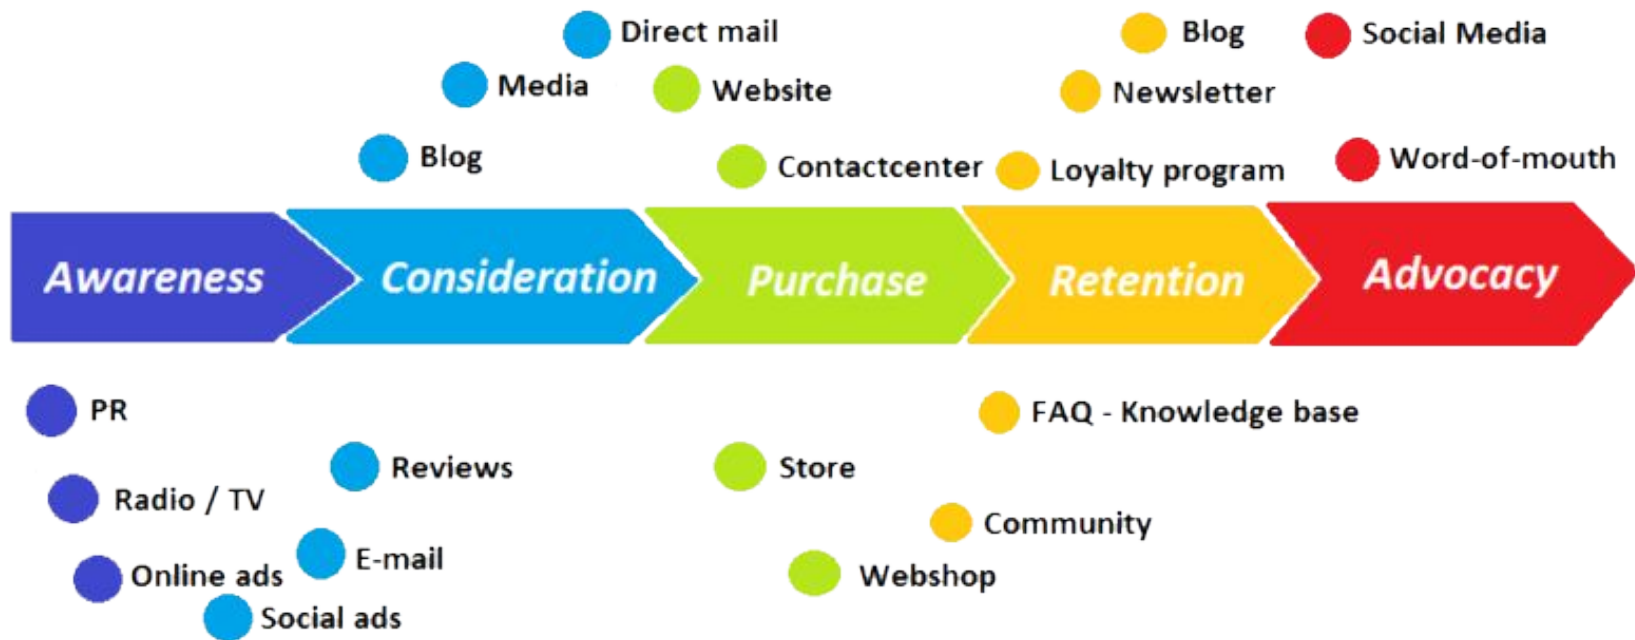 Direct mail
Blog
Social Media
Media
Website
Newsletter
Blog
Contactcenter
Loyalty program
Word-of-mouth
Awareness
Consideration
Purchase
Retention
Advocacy
PR
FAQ - Knowledge base
Reviews
Store
Radio / TV
Community
E-mail
Online ads
Webshop
Social ads